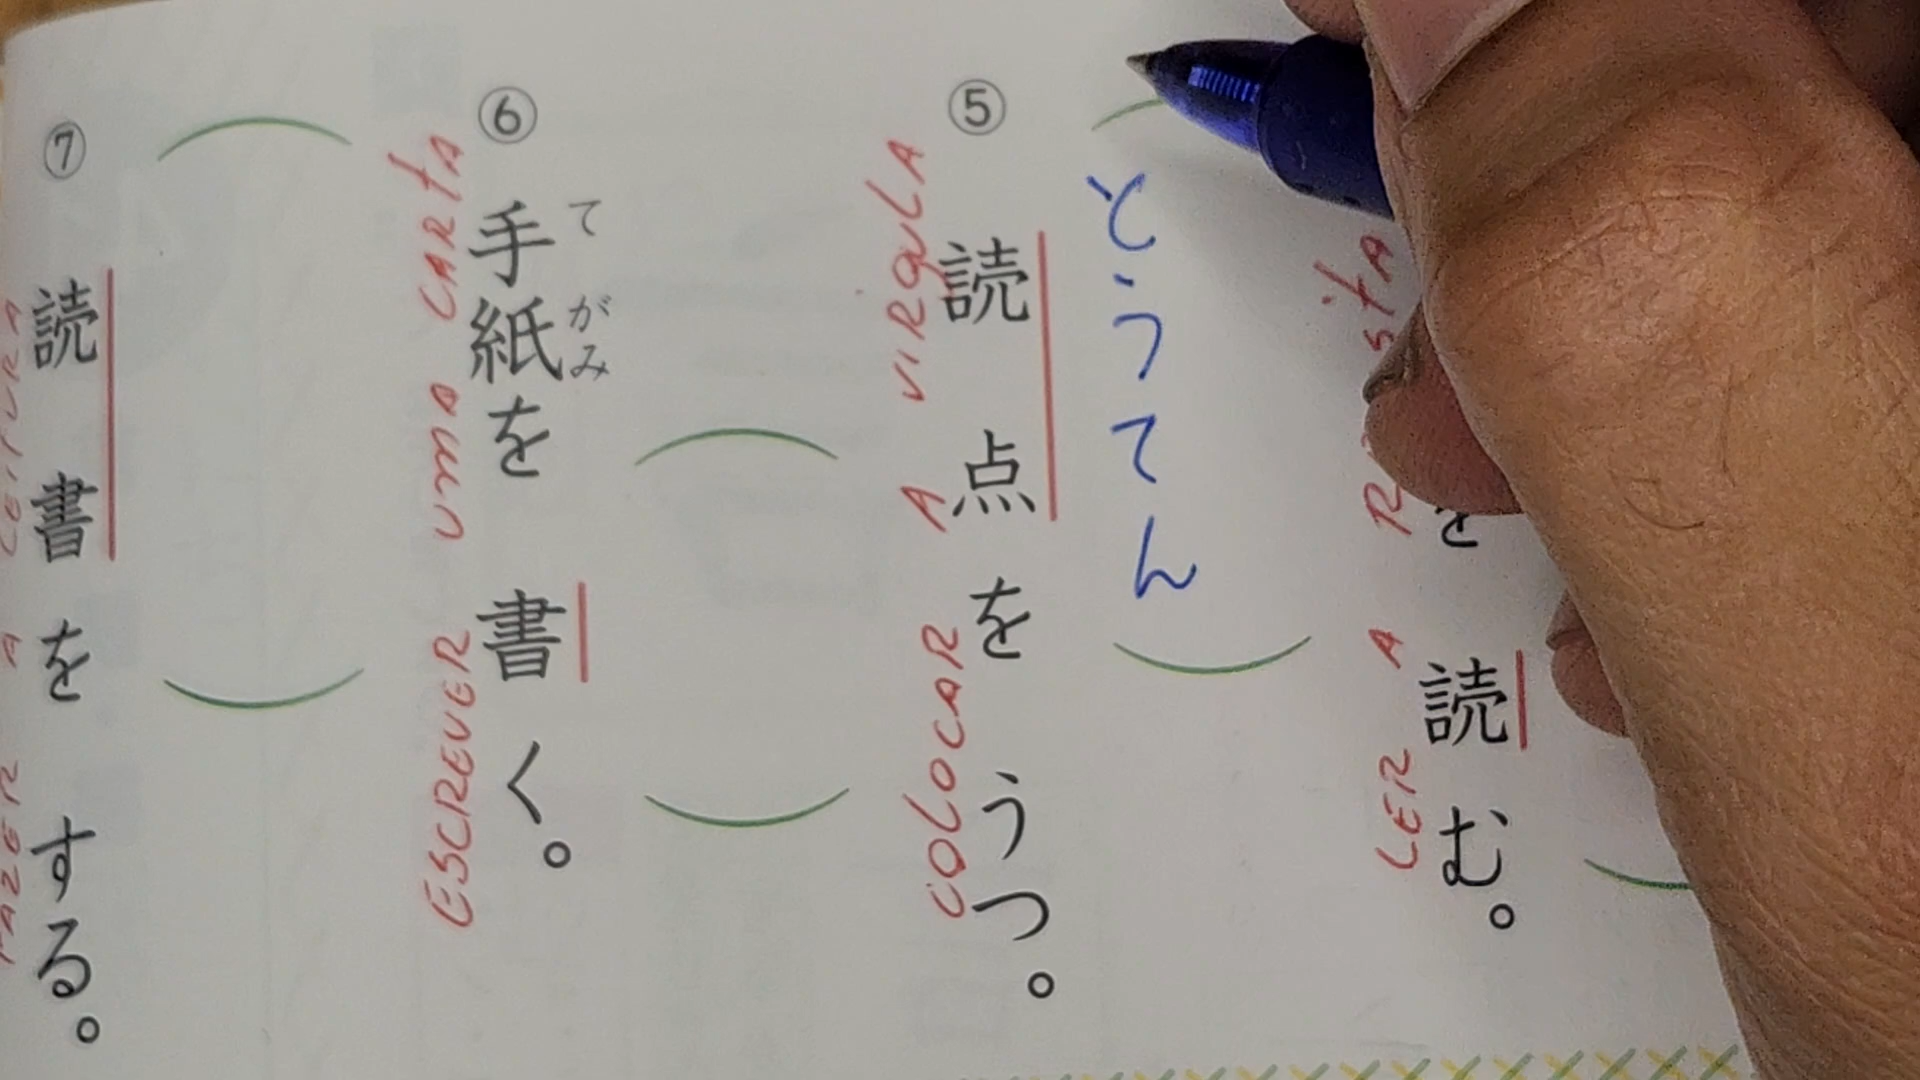 を読む。
LER A
とうてん
⑤ 読点をうつ。
COLOCAR A VIRgULA
てがみ
⑥ 手紙を書く。
ESCREVER UMA CARtA
⑦ 読書をする。
FAZER A LEITURA